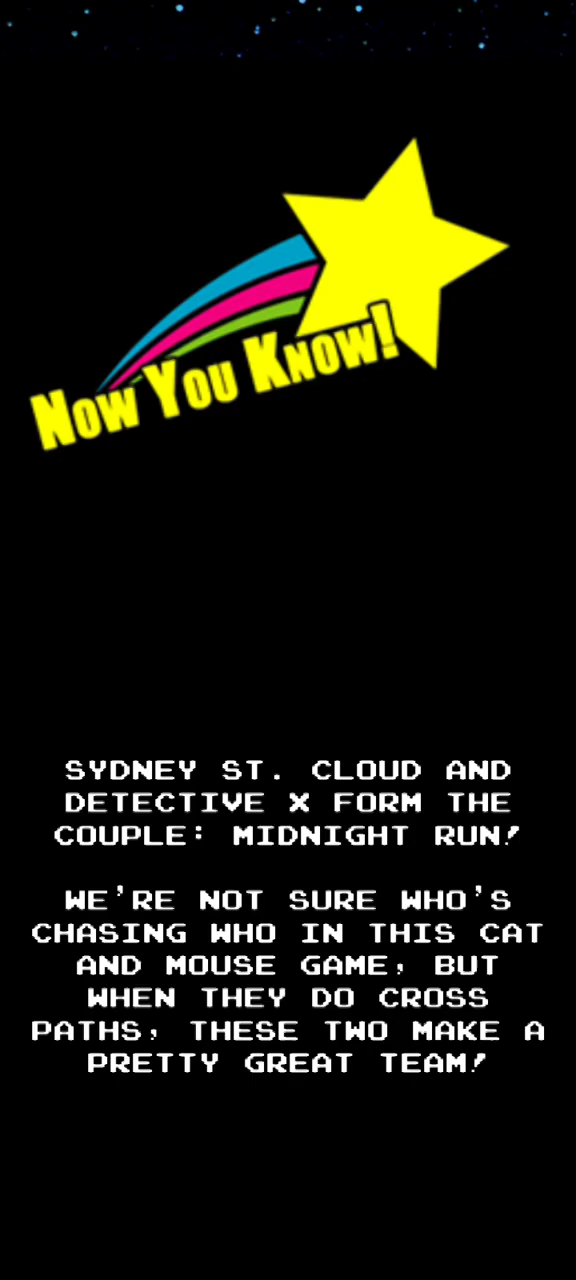 Now You Know!
SYDNEY ST. CLOUD AND
DETECTIVE X FORM THE
COUPLE: MIDNIGHT RUN!
WE'RE NOT SURE WHO'S
CHASING WHO IN THIS CAT
AND MOUSE GAME, BUT
WHEN THEY DO CROSS
PATHS, THESE TWO MAKE A
PRETTY GREAT TEAM!